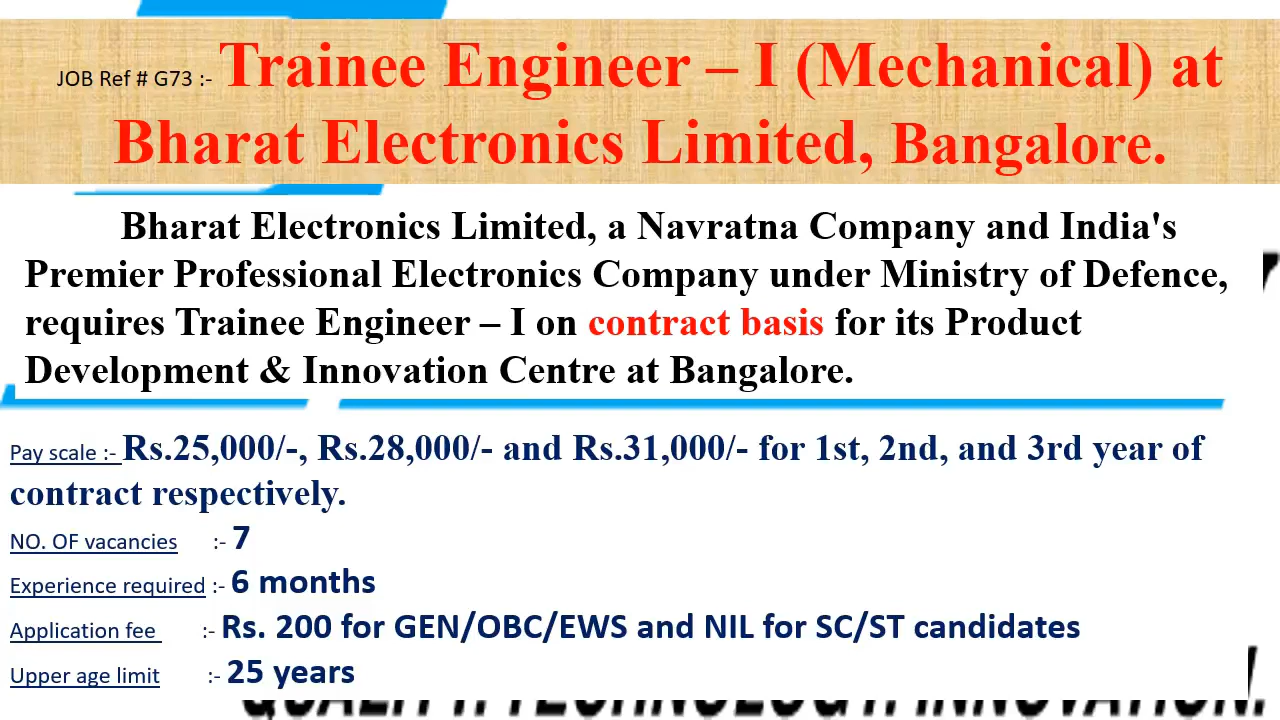 JOB Ref # G73 :- Trainee Engineer – I (Mechanical) at
Bharat Electronics Limited, Bangalore.
Bharat Electronics Limited, a Navratna Company and India's
Premier Professional Electronics Company under Ministry of Defence,
requires Trainee Engineer – I on contract basis for its Product
Development & Innovation Centre at Bangalore.
Pay scale :- Rs.25,000/-, Rs.28,000/- and Rs.31,000/- for 1st, 2nd, and 3rd year of
contract respectively.
NO. OF vacancies :- 7
Experience required :- 6 months
Application fee :- Rs. 200 for GEN/OBC/EWS and NIL for SC/ST candidates
Upper age limit :- 25 years
QUALITY. TECHNOLOGY. INNOVATION.